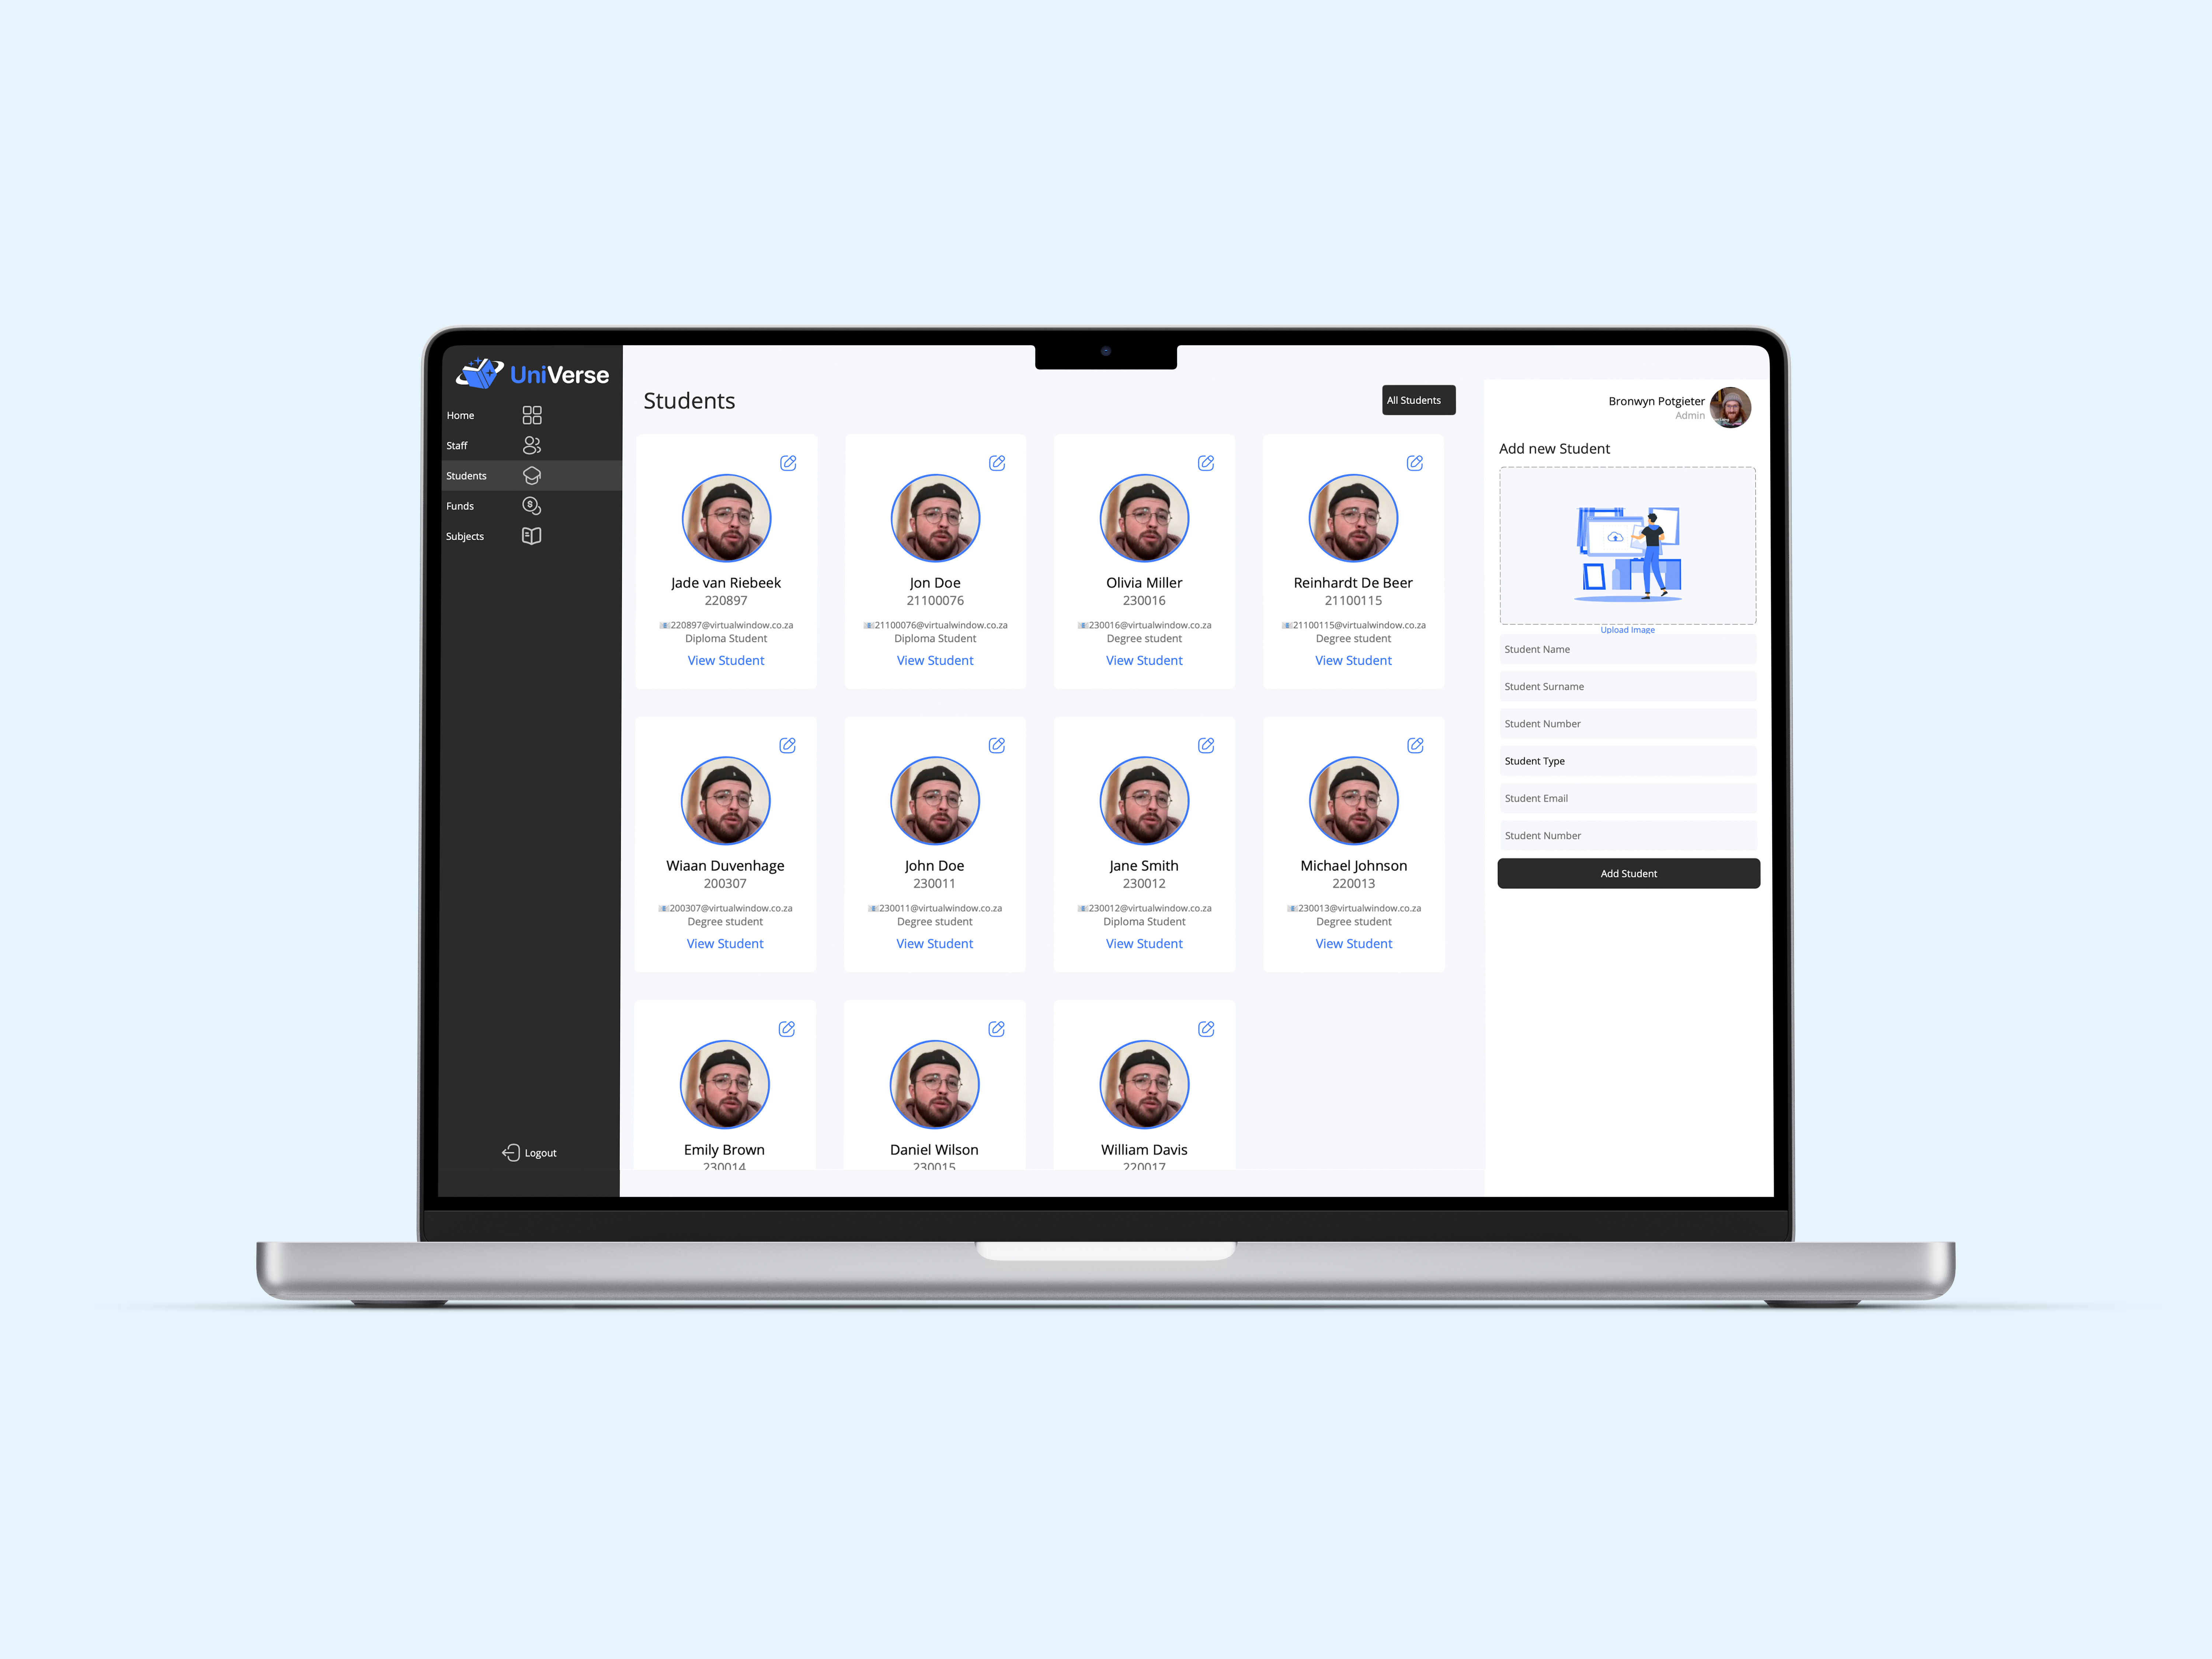 UniVerse
Home
Staff
Students
Funds
Subjects
Logout
Students
All Students
Jade van Riebeek
220897
220897@virtualwindow.co.za
Diploma Student
View Student
Jon Doe
21100076
21100076@virtualwindow.co.za
Diploma Student
View Student
Olivia Miller
230016
230016@virtualwindow.co.za
Degree student
View Student
Reinhardt De Beer
21100115
21100115@virtualwindow.co.za
Degree student
View Student
Wiaan Duvenhage
200307
200307@virtualwindow.co.za
Degree student
View Student
John Doe
230011
230011@virtualwindow.co.za
Degree student
View Student
Jane Smith
230012
230012@virtualwindow.co.za
Diploma Student
View Student
Michael Johnson
220013
230013@virtualwindow.co.za
Degree student
View Student
Emily Brown
230014
Daniel Wilson
230015
William Davis
220017
Bronwyn Potgieter
Admin
Add new Student
Upload Image
Student Name
Student Surname
Student Number
Student Type
Student Email
Student Number
Add Student